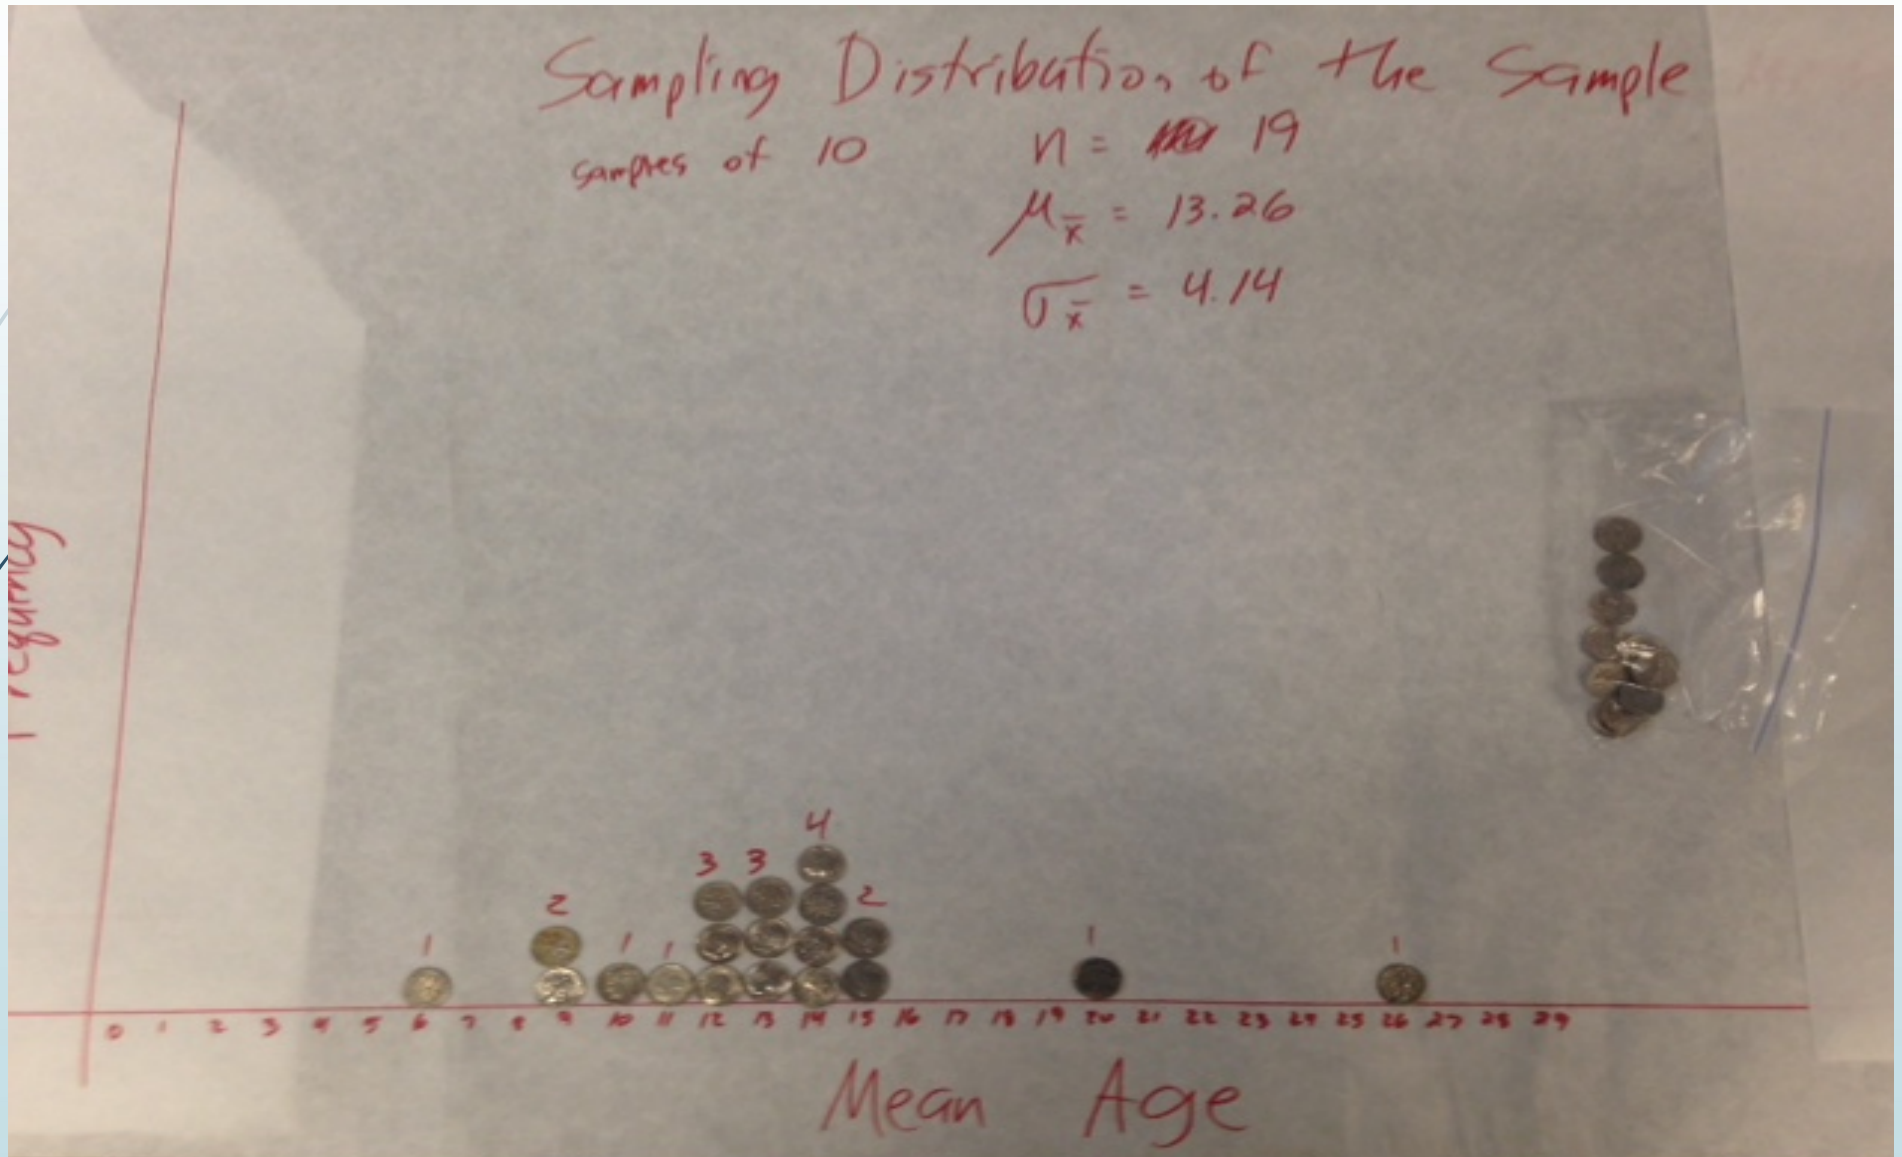 Sampling Distribution of the Sample
samples of 10
n = 19
μx̄ = 13.26
σx̄ = 4.14
Frequency
4
3 3
2 2
1 1 1 1 1
0 1 2 3 4 5 6 7 8 9 10 11 12 13 14 15 16 17 18 19 20 21 22 23 24 25 26 27 28 29
Mean Age